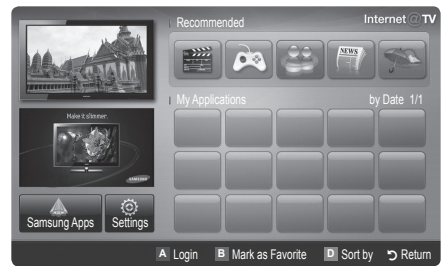 Recommended
Internet@TV
NEWS
My Applications
by Date 1/1
Make it slimmer.
SAMSUNG
Samsung Apps
Settings
A Login
B Mark as Favorite
D Sort by
Return